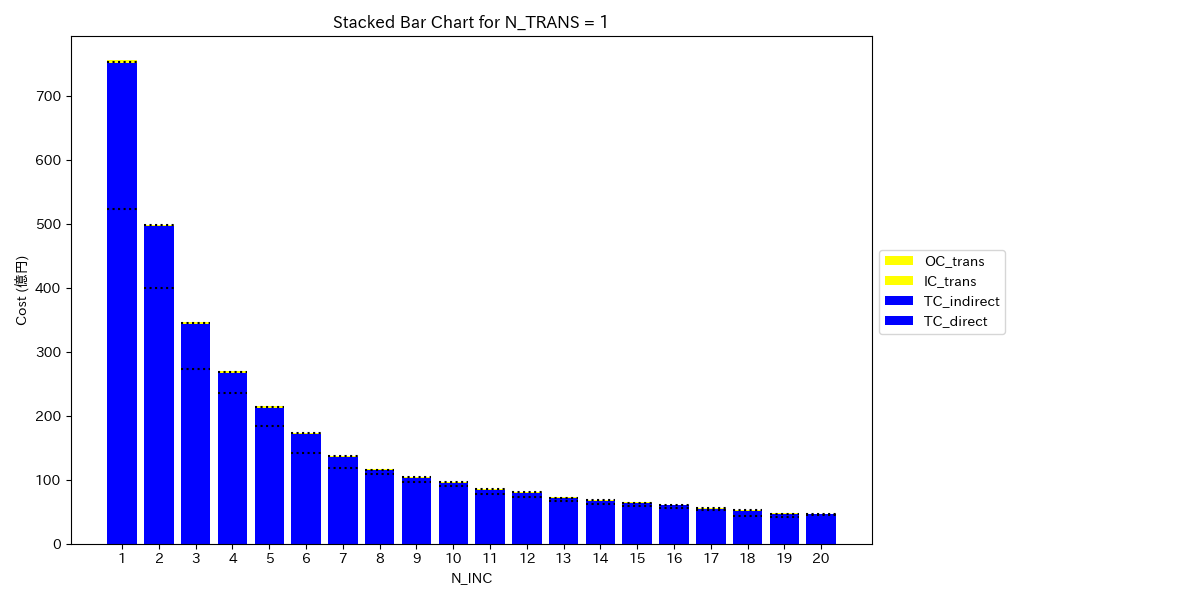 Stacked Bar Chart for N_TRANS = 1
Cost (億円)
700
600
500
400
300
200
100
0
1 2 3 4 5 6 7 8 9 10 11 12 13 14 15 16 17 18 19 20
N_INC
OC_trans
IC_trans
TC_indirect
TC_direct